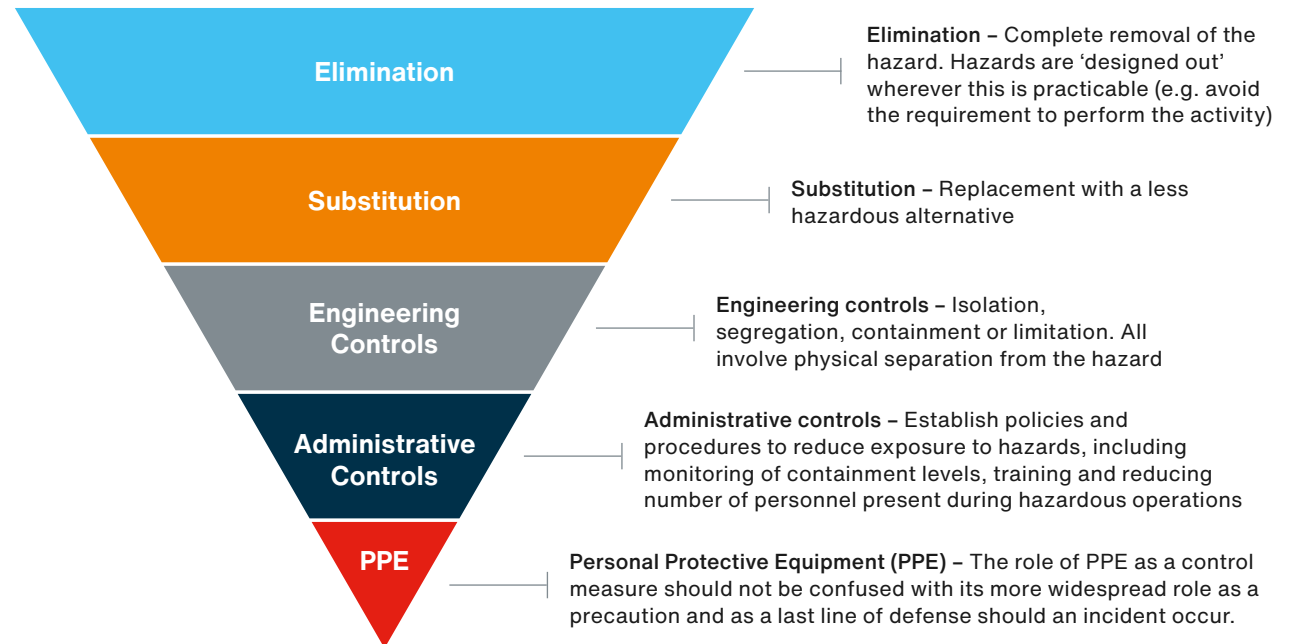 Elimination
Elimination – Complete removal of the
hazard. Hazards are ‘designed out’
wherever this is practicable (e.g. avoid
the requirement to perform the activity)
Substitution
Substitution – Replacement with a less
hazardous alternative
Engineering
Controls
Engineering controls – Isolation,
segregation, containment or limitation. All
involve physical separation from the hazard
Administrative
Controls
Administrative controls – Establish policies and
procedures to reduce exposure to hazards, including
monitoring of containment levels, training and reducing
number of personnel present during hazardous operations
PPE
Personal Protective Equipment (PPE) – The role of PPE as a control
measure should not be confused with its more widespread role as a
precaution and as a last line of defense should an incident occur.